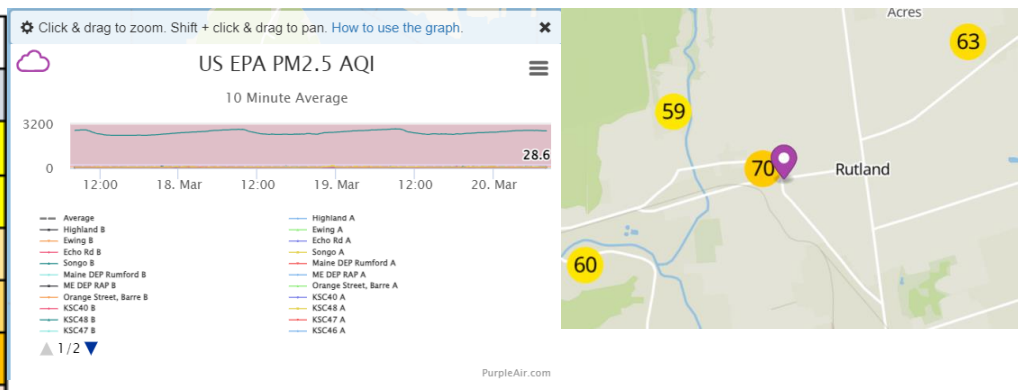 Click & drag to zoom. Shift + click & drag to pan. How to use the graph.
US EPA PM2.5 AQI
10 Minute Average
3200
28.6
0
12:00 18. Mar 12:00 19. Mar 12:00 20. Mar
Average
Highland B
Ewing B
Echo Rd B
Songo B
Maine DEP Rumford B
ME DEP RAP B
Orange Street, Barre B
KSC40 B
KSC48 B
KSC47 B
Highland A
Ewing A
Echo Rd A
Songo A
Maine DEP Rumford A
ME DEP RAP A
Orange Street, Barre A
KSC40 A
KSC48 A
KSC47 A
KSC46 A
1/2
PurpleAir.com
Acres
63
59
70
Rutland
60